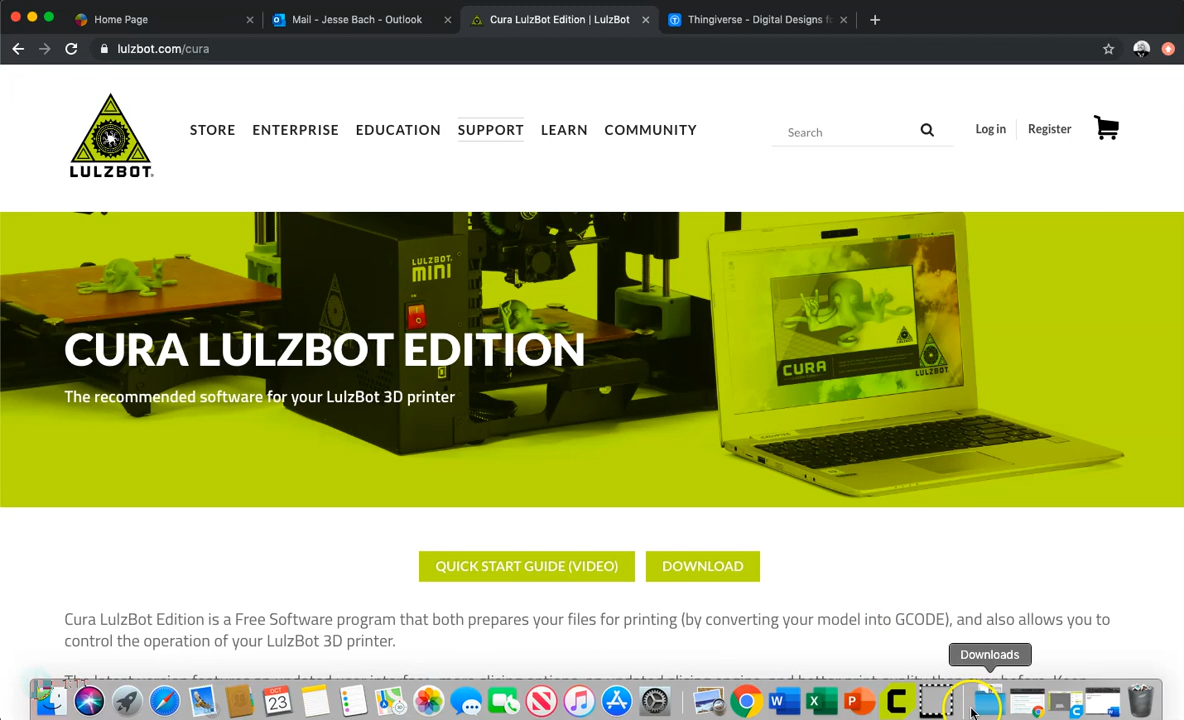 Home Page
Mail - Jesse Bach - Outlook
Cura LulzBot Edition | LulzBot
Thingiverse - Digital Designs fo
lulzbot.com/cura
LULZBOT
STORE
ENTERPRISE
EDUCATION
SUPPORT
LEARN
COMMUNITY
Search
Log in
Register
LULZBOT
MINI
CURA
CURA LULZBOT EDITION
The recommended software for your LulzBot 3D printer
QUICK START GUIDE (VIDEO)
DOWNLOAD
Cura LulzBot Edition is a Free Software program that both prepares your files for printing (by converting your model into GCODE), and also allows you to
control the operation of your LulzBot 3D printer.
Downloads
OCT
23